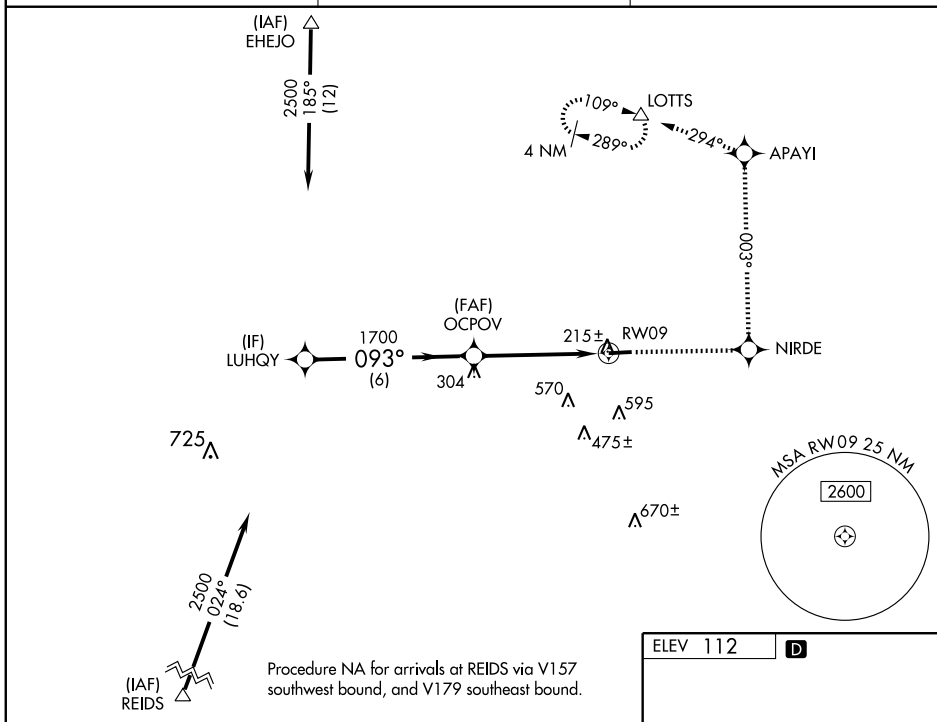 (IAF)
EHEJO
2500
185°
(12)
LOTTS
109°
289°
4 NM
294°
APAYI
003°
(FAF)
OCPOV
(IF)
LUHQY
1700
093°
(6)
215±
RW09
NIRDE
304
570
595
475±
725
670±
MSA RW09 25 NM
2600
2500
024°
(18.6)
(IAF)
REIDS
Procedure NA for arrivals at REIDS via V157
southwest bound, and V179 southeast bound.
ELEV 112 D